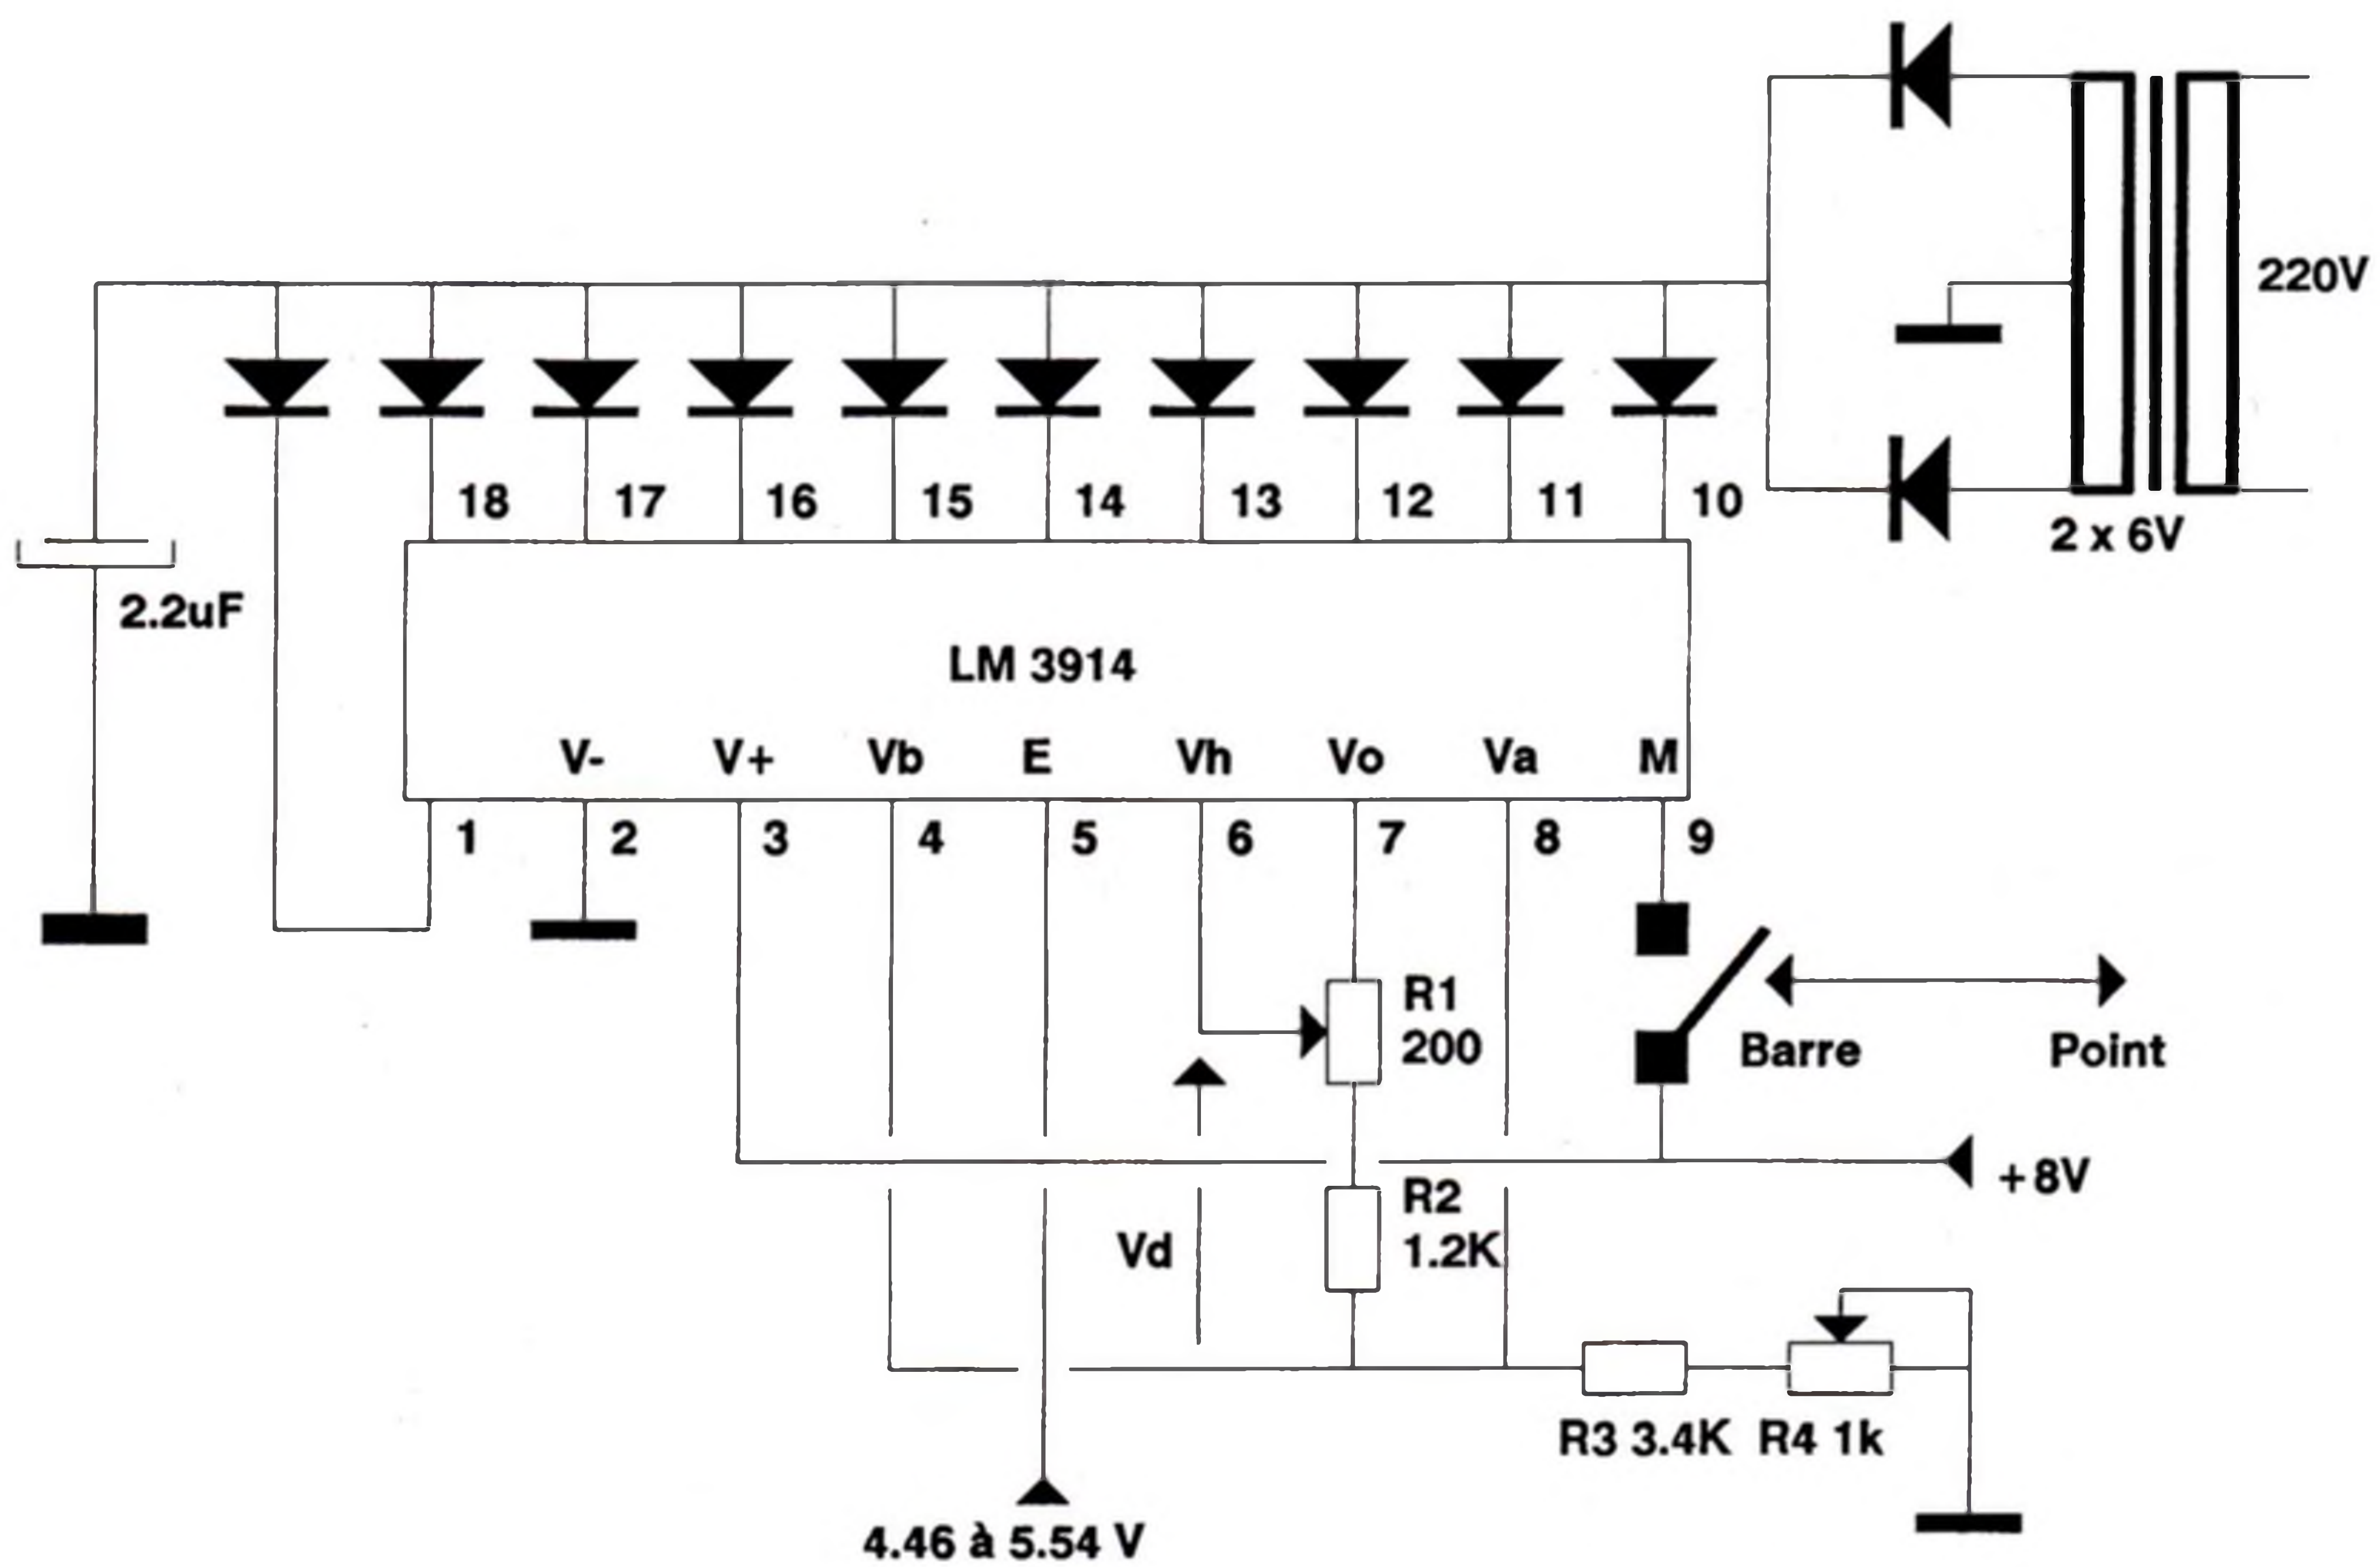 220V
2 x 6V
18 17 16 15 14 13 12 11 10
2.2uF
LM 3914
V- V+ Vb E Vh Vo Va M
1 2 3 4 5 6 7 8 9
R1
200
Barre Point
+8V
R2
1.2K
Vd
R3 3.4K R4 1k
4.46 à 5.54 V